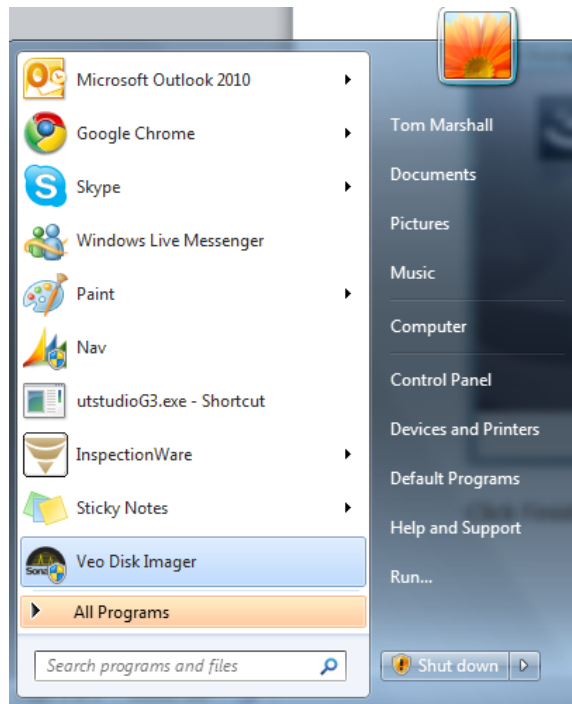 Microsoft Outlook 2010
Google Chrome
Skype
Windows Live Messenger
Paint
Nav
utstudioG3.exe - Shortcut
InspectionWare
Sticky Notes
Veo Disk Imager
All Programs
Search programs and files
Tom Marshall
Documents
Pictures
Music
Computer
Control Panel
Devices and Printers
Default Programs
Help and Support
Run...
Shut down